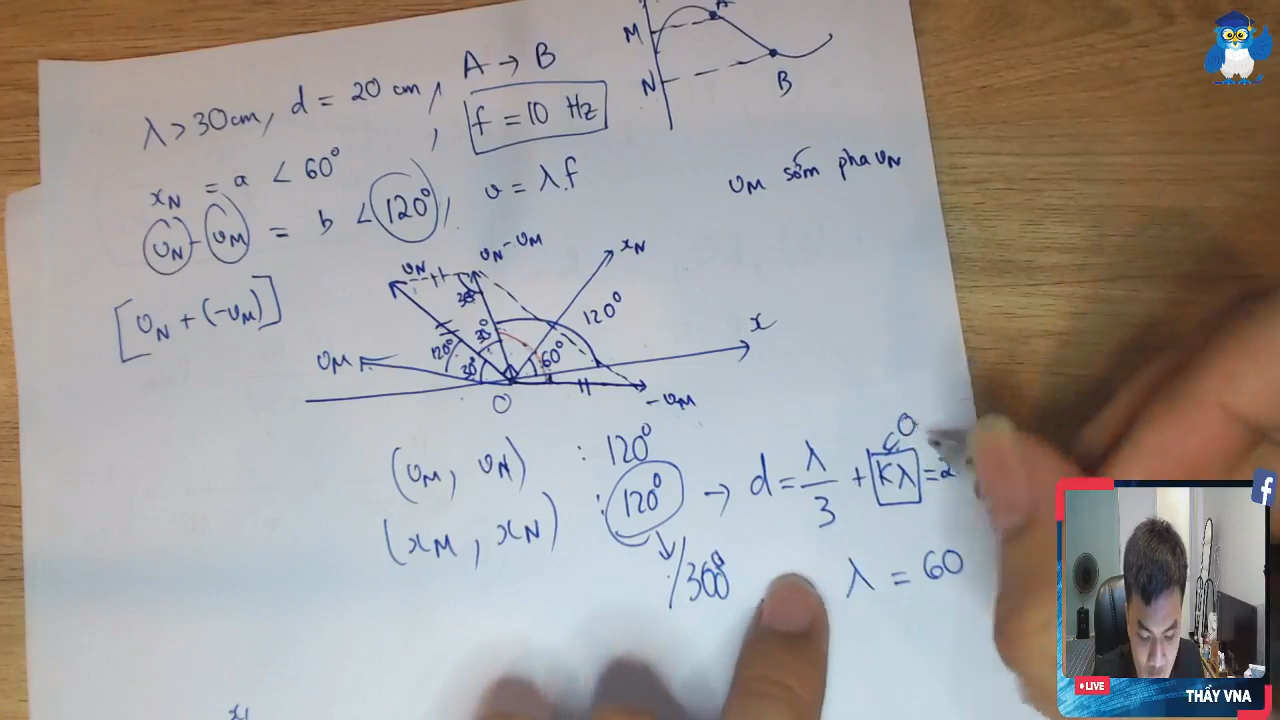 λ > 30cm, d = 20 cm, A → B
f = 10 Hz
x_N = a ∠ 60°
v_N - v_M = b ∠ 120°, v = λ.f
[v_N + (-v_M)]
M
A
N
B
v_M sớm pha v_N
v_N
v_N - v_M
x_N
30°
120°
x
v_M
120°
30°
30°
60°
O
-v_M
(v_M, v_N) : 120°
(x_M, x_N) : 120° → d = λ/3 + kλ = 2
0
/360°
λ = 60
LIVE
THẦY VNA